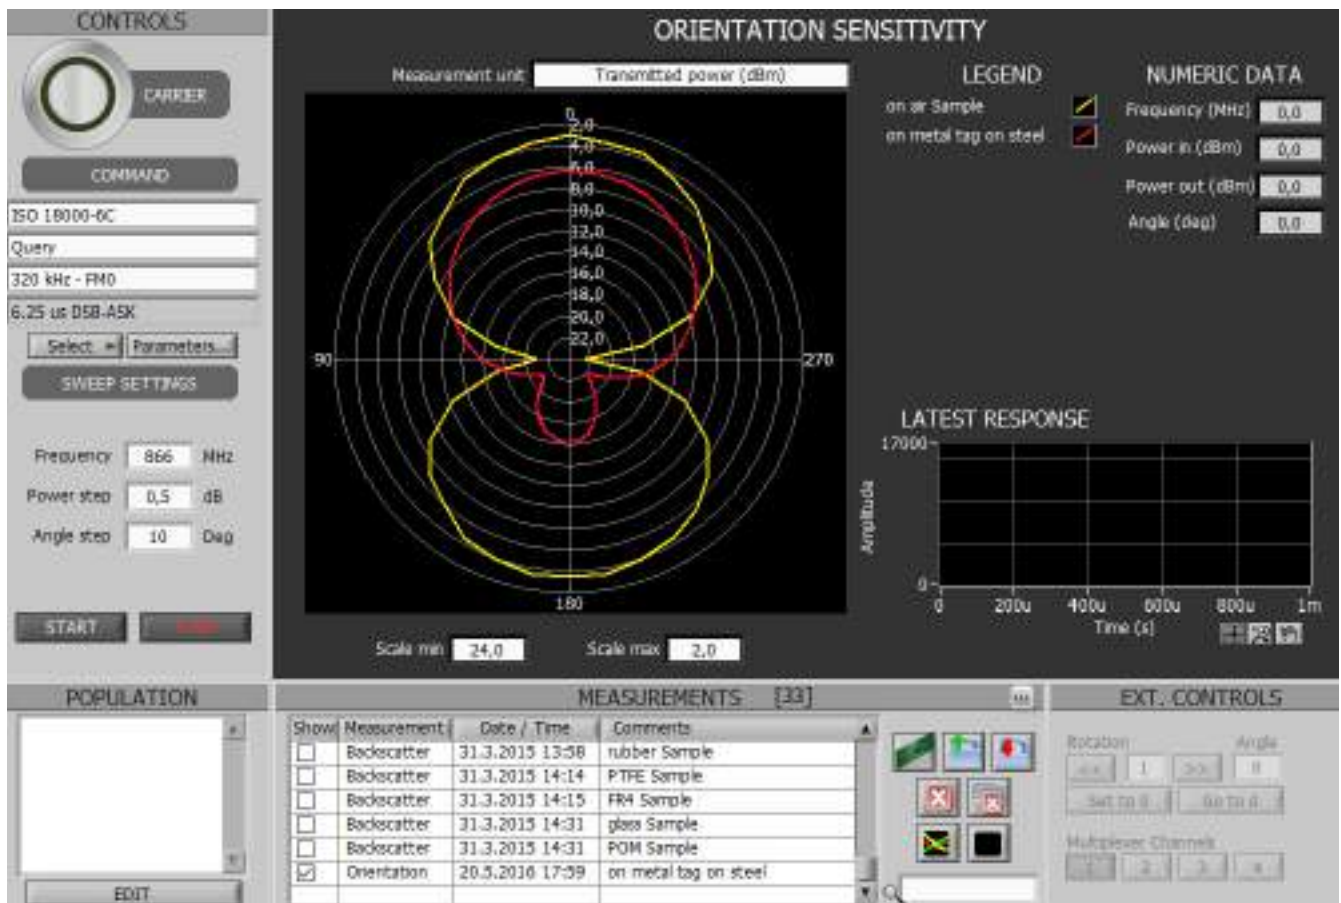 CONTROLS
CARRIER
COMMAND
ISO 18000-6C
Query
320 kHz - FM0
6.25 us DSB-ASK
Select
Parameters...
SWEEP SETTINGS
Frequency 866 MHz
Power step 0,5 dB
Angle step 10 Deg
START
ORIENTATION SENSITIVITY
Measurement unit Transmitted power (dBm)
0
2,0
4,0
6,0
8,0
10,0
12,0
14,0
16,0
18,0
20,0
22,0
90
270
180
Scale min 24,0 Scale max 2,0
LEGEND
on air Sample
on metal tag on steel
NUMERIC DATA
Frequency (MHz) 0,0
Power in (dBm) 0,0
Power out (dBm) 0,0
Angle (deg) 0,0
LATEST RESPONSE
17000
Amplitude
0
0 200u 400u 600u 800u 1m
Time (s)
POPULATION
EDIT
MEASUREMENTS [33]
...
Show Measurement Date / Time Comments
Backscatter 31.3.2015 13:58 rubber Sample
Backscatter 31.3.2015 14:14 PTFE Sample
Backscatter 31.3.2015 14:15 FR4 Sample
Backscatter 31.3.2015 14:31 glass Sample
Backscatter 31.3.2015 14:31 POM Sample
Orientation 20.5.2016 17:59 on metal tag on steel
EXT. CONTROLS
Rotation Angle
<< 1 >> 0
Set to 0 Go to 0
Multiplexer Channels
1 2 3 4